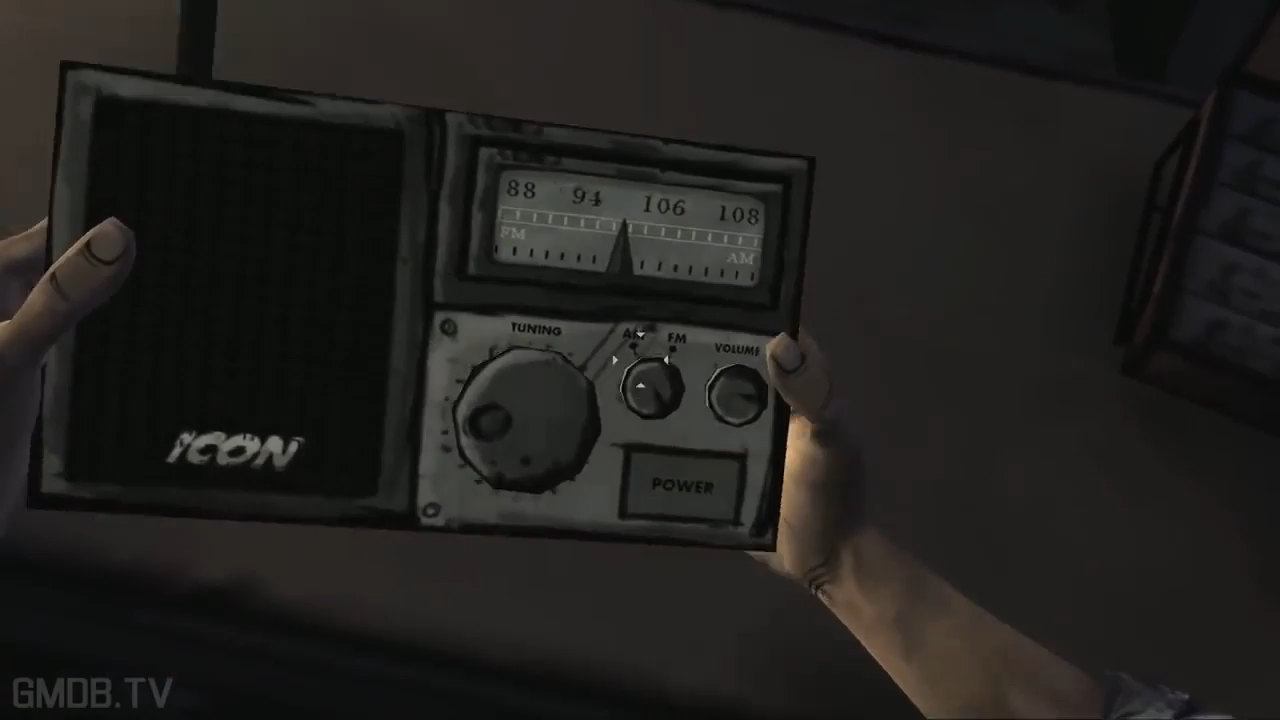 88 94 106 108
FM
AM
TUNING
AM FM
VOLUME
ICON
POWER
GMDB.TV